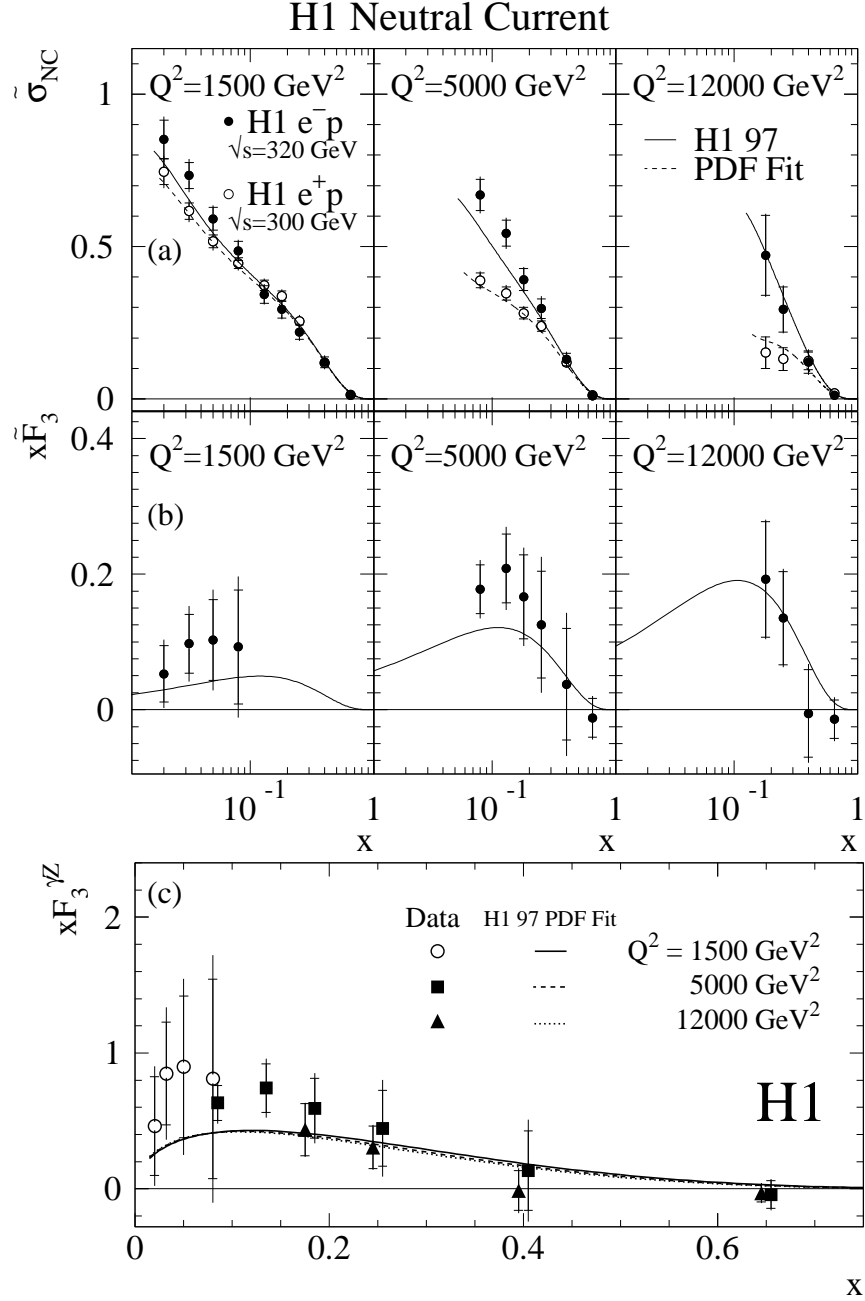 H1 Neutral Current
σ̃NC
Q²=1500 GeV²
Q²=5000 GeV²
Q²=12000 GeV²
1
H1 e⁻p
√s=320 GeV
H1 97
PDF Fit
H1 e⁺p
√s=300 GeV
0.5
(a)
0
xF̃₃
0.4
Q²=1500 GeV²
Q²=5000 GeV²
Q²=12000 GeV²
(b)
0.2
0
10⁻¹ 1 10⁻¹ 1 10⁻¹ 1
x x x
xF₃^γZ
(c)
2
Data H1 97 PDF Fit
Q² = 1500 GeV²
5000 GeV²
12000 GeV²
1
H1
0
0 0.2 0.4 0.6
x